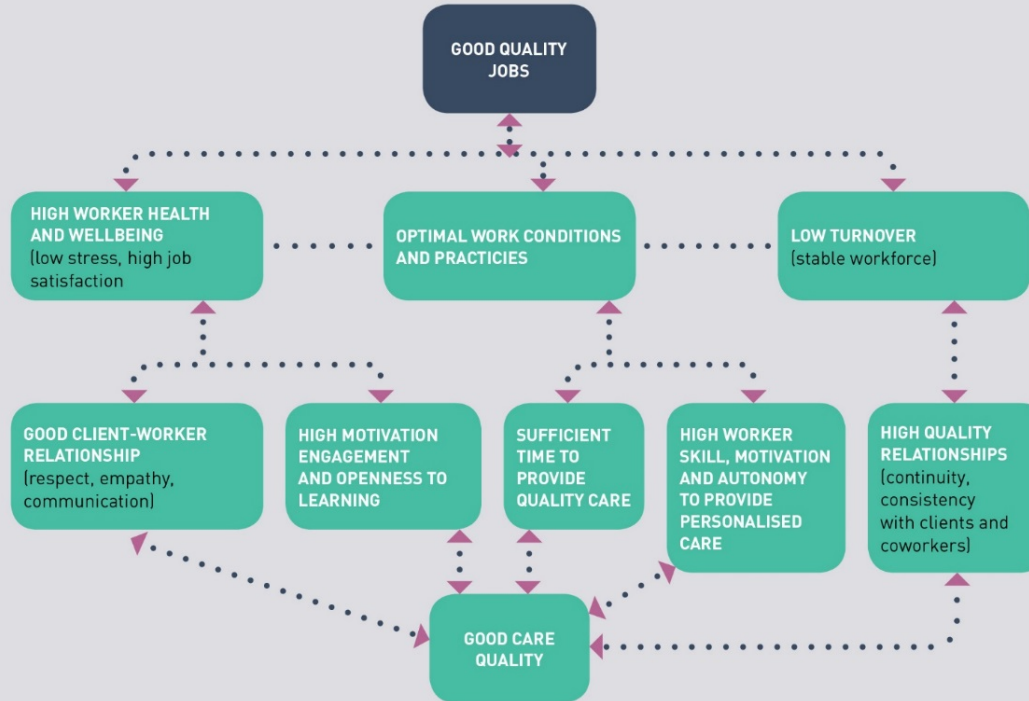 GOOD QUALITY
JOBS
HIGH WORKER HEALTH
AND WELLBEING
(low stress, high job
satisfaction
OPTIMAL WORK CONDITIONS
AND PRACTICIES
LOW TURNOVER
(stable workforce)
GOOD CLIENT-WORKER
RELATIONSHIP
(respect, empathy,
communication)
HIGH MOTIVATION
ENGAGEMENT
AND OPENNESS TO
LEARNING
SUFFICIENT
TIME TO
PROVIDE
QUALITY CARE
HIGH WORKER
SKILL, MOTIVATION
AND AUTONOMY
TO PROVIDE
PERSONALISED
CARE
HIGH QUALITY
RELATIONSHIPS
(continuity,
consistency
with clients and
coworkers)
GOOD CARE
QUALITY